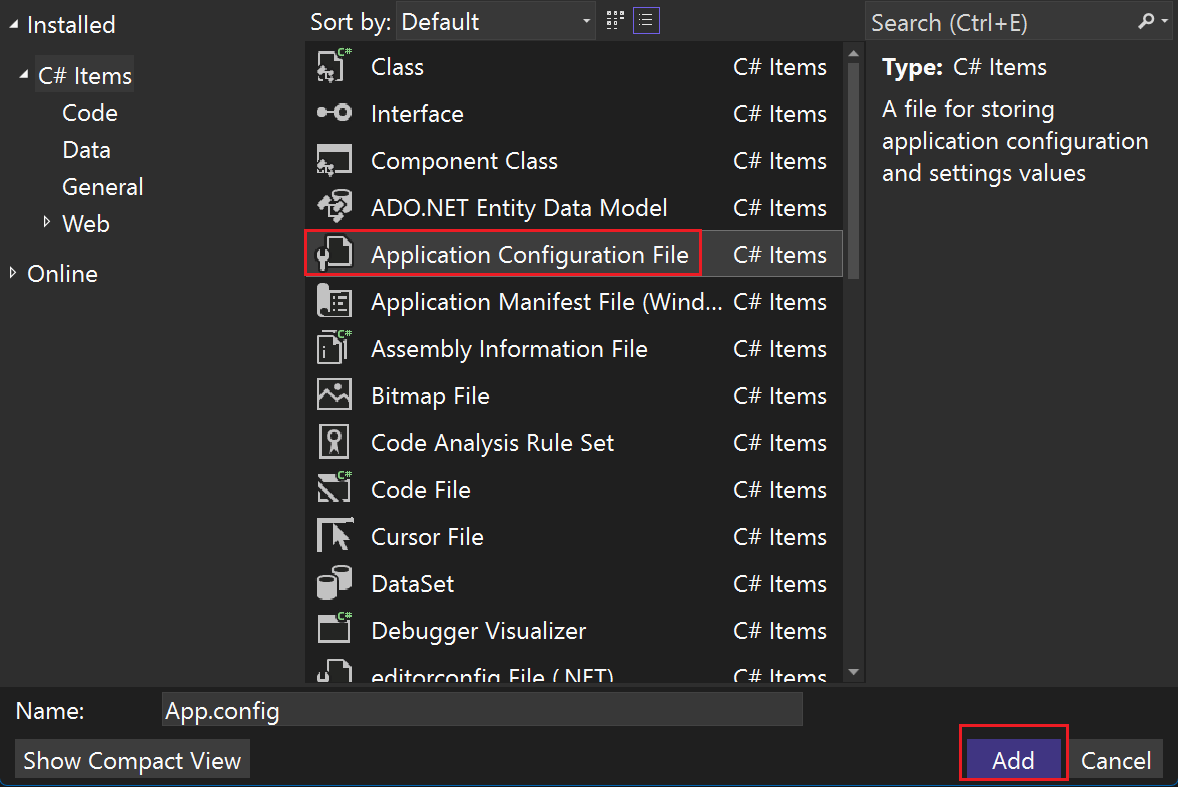 Installed
C# Items
Code
Data
General
Web
Online
Sort by: Default
Class C# Items
Interface C# Items
Component Class C# Items
ADO.NET Entity Data Model C# Items
Application Configuration File C# Items
Application Manifest File (Wind... C# Items
Assembly Information File C# Items
Bitmap File C# Items
Code Analysis Rule Set C# Items
Code File C# Items
Cursor File C# Items
DataSet C# Items
Debugger Visualizer C# Items
editorconfig File (.NET) C# Items
Search (Ctrl+E)
Type: C# Items
A file for storing
application configuration
and settings values
Name: App.config
Show Compact View
Add Cancel